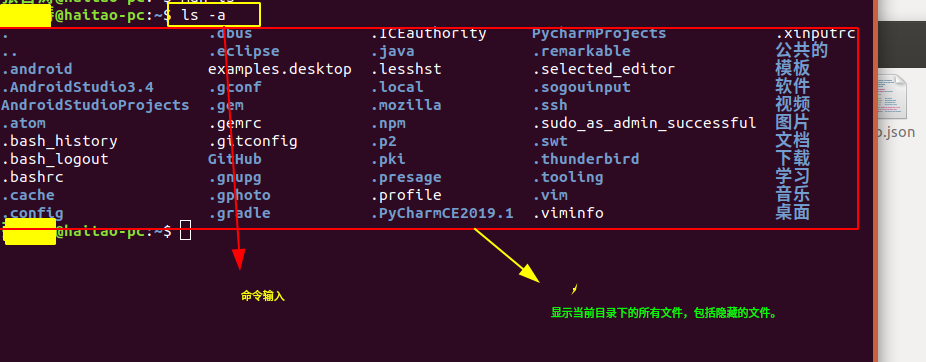 @haitao-pc:~$ ls -a
. .dbus .ICEauthority PycharmProjects .xinputrc
.. .eclipse .java .remarkable 公共的
.android examples.desktop .lesshst .selected_editor 模板
.AndroidStudio3.4 .gconf .local .sogouinput 软件
AndroidStudioProjects .gem .mozilla .ssh 视频
.atom .gemrc .npm .sudo_as_admin_successful 图片
.bash_history .gitconfig .p2 .swt 文档
.bash_logout GitHub .pki .thunderbird 下载
.bashrc .gnupg .presage .tooling 学习
.cache .gphoto .profile .vim 音乐
.config .gradle .PyCharmCE2019.1 .viminfo 桌面
@haitao-pc:~$
命令输入
显示当前目录下的所有文件，包括隐藏的文件。
.json